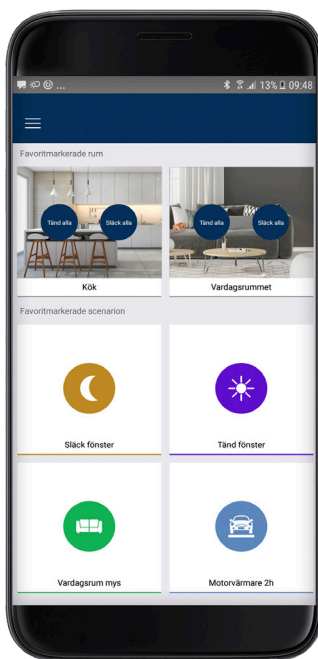 ... 13% 09:48
Favoritmarkerade rum
Tänd alla Släck alla Tänd alla Släck alla
Kök Vardagsrummet
Favoritmarkerade scenarion
Släck fönster Tänd fönster
Vardagsrum mys Motorvärmare 2h